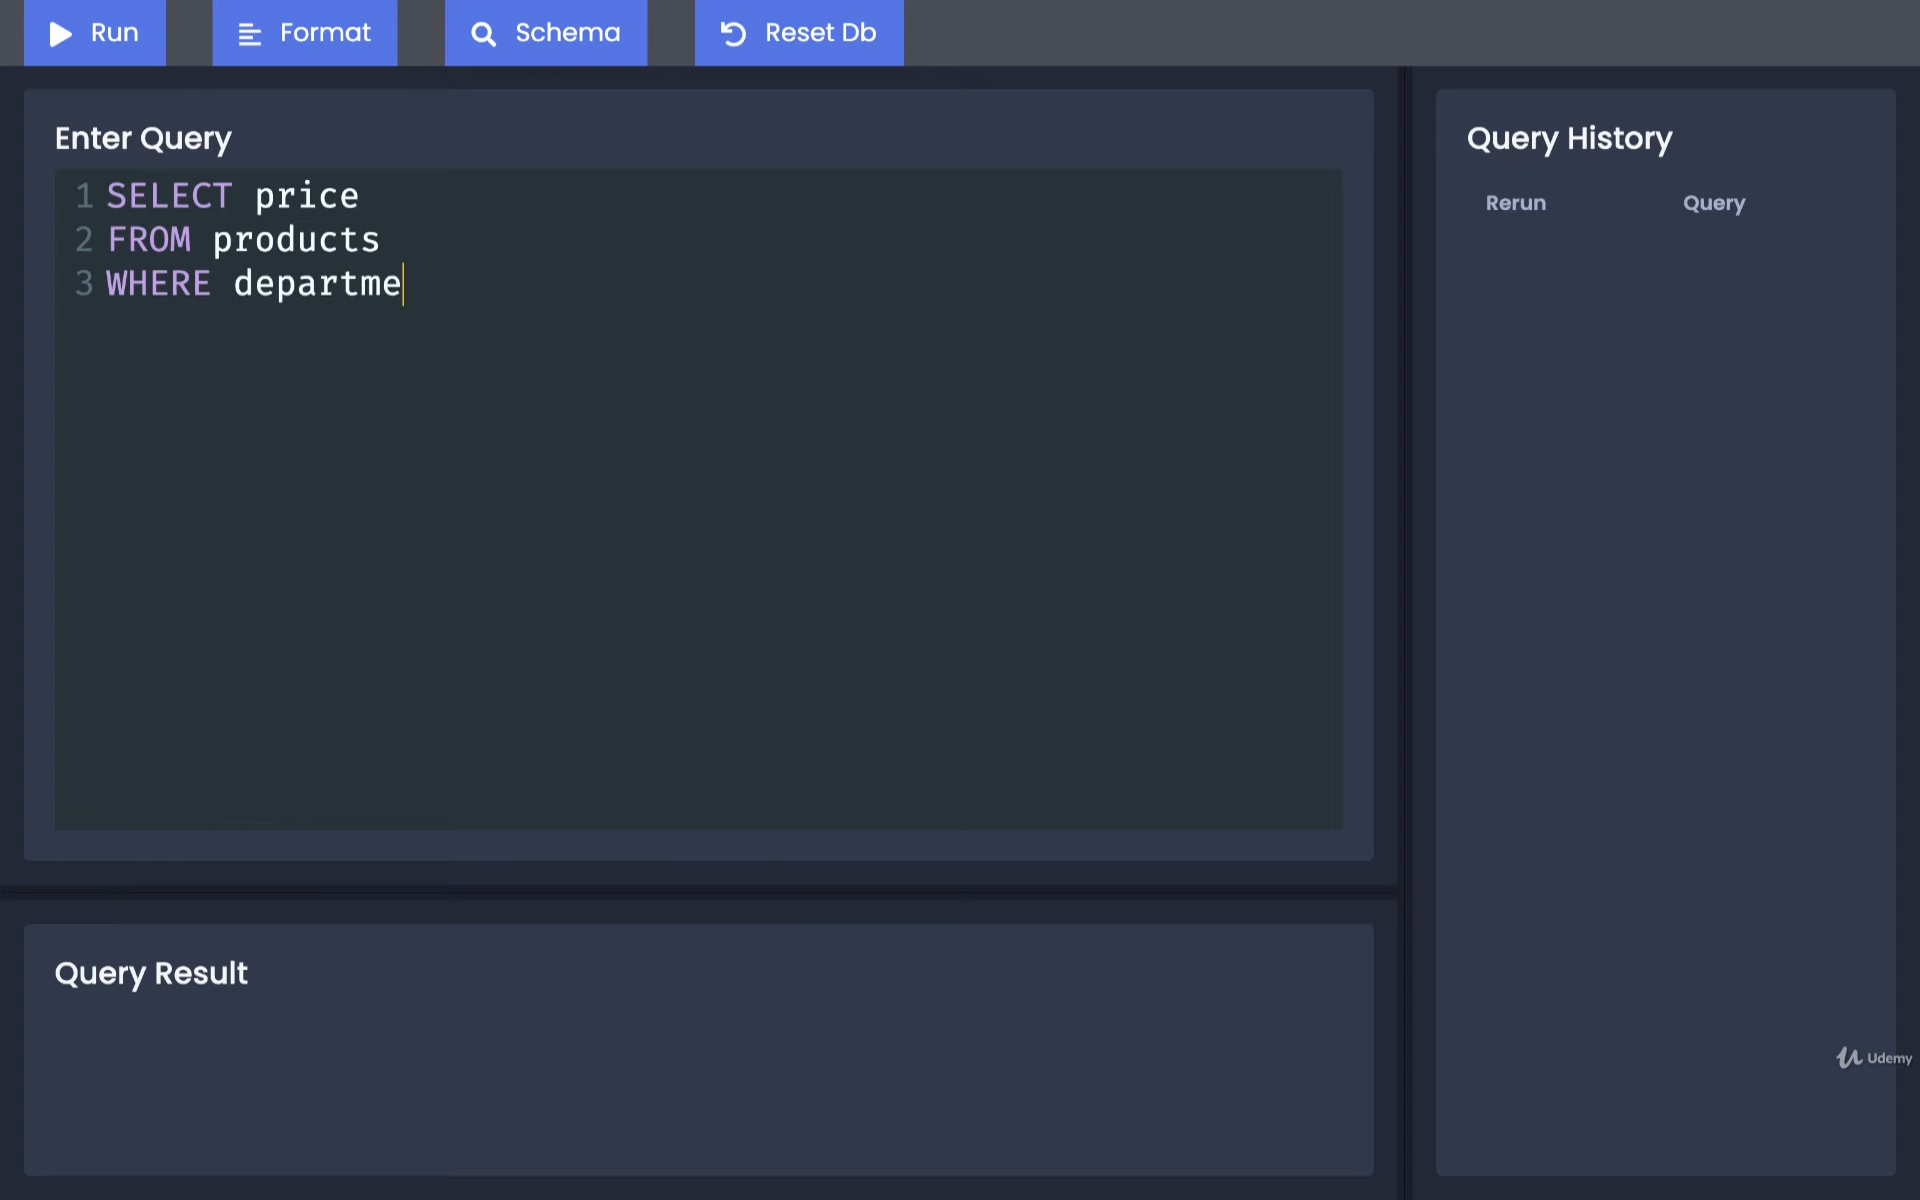 Run
Format
Schema
Reset Db
Enter Query
1 SELECT price
2 FROM products
3 WHERE departme
Query Result
Query History
Rerun Query
Udemy